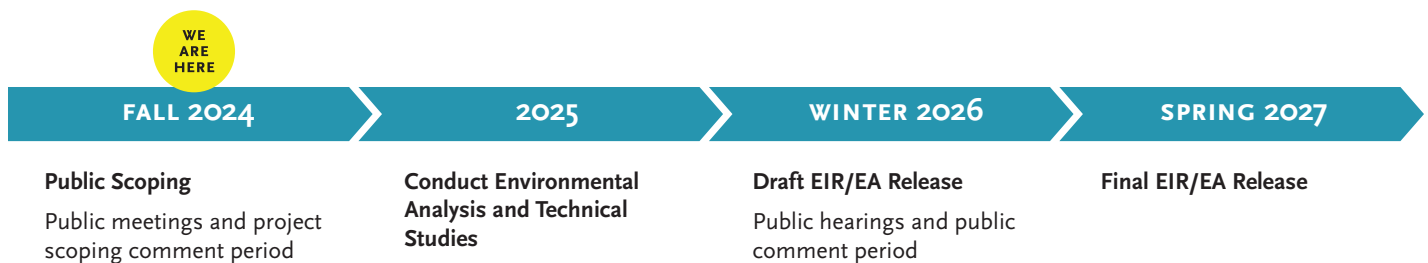 WE
ARE
HERE
FALL 2024
2025
WINTER 2026
SPRING 2027
Public Scoping
Public meetings and project
scoping comment period
Conduct Environmental
Analysis and Technical
Studies
Draft EIR/EA Release
Public hearings and public
comment period
Final EIR/EA Release